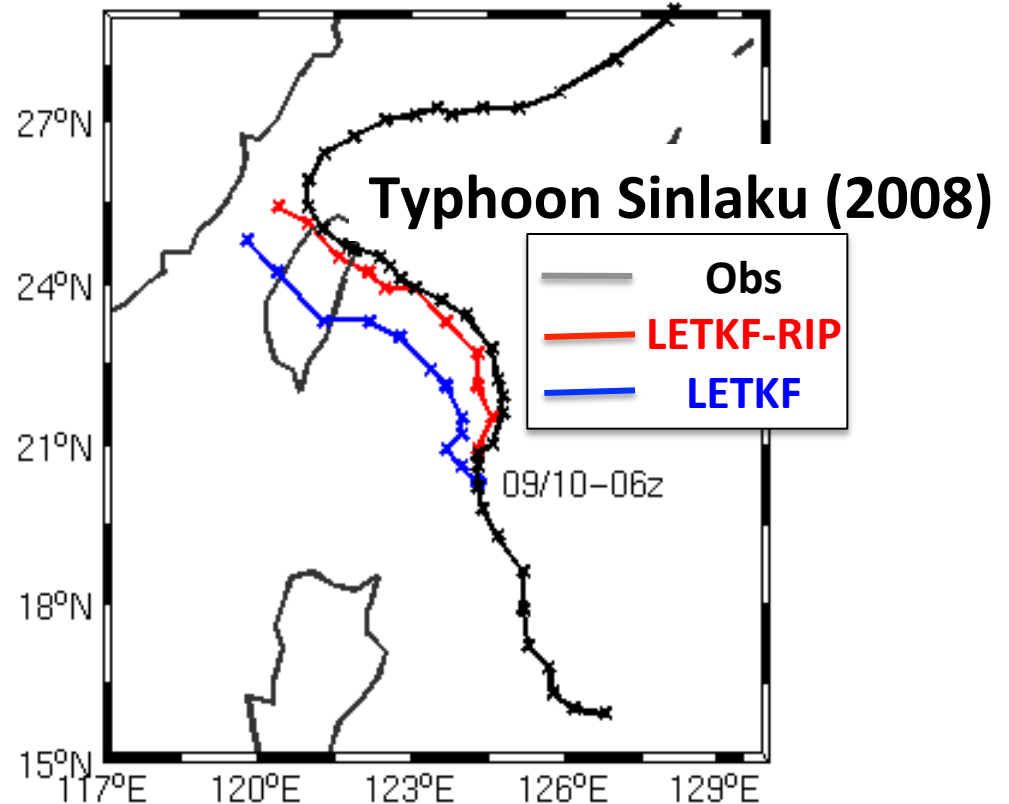 27°N
Typhoon Sinlaku (2008)
24°N
Obs
LETKF-RIP
LETKF
21°N
09/10-06z
18°N
15°N
117°E 120°E 123°E 126°E 129°E